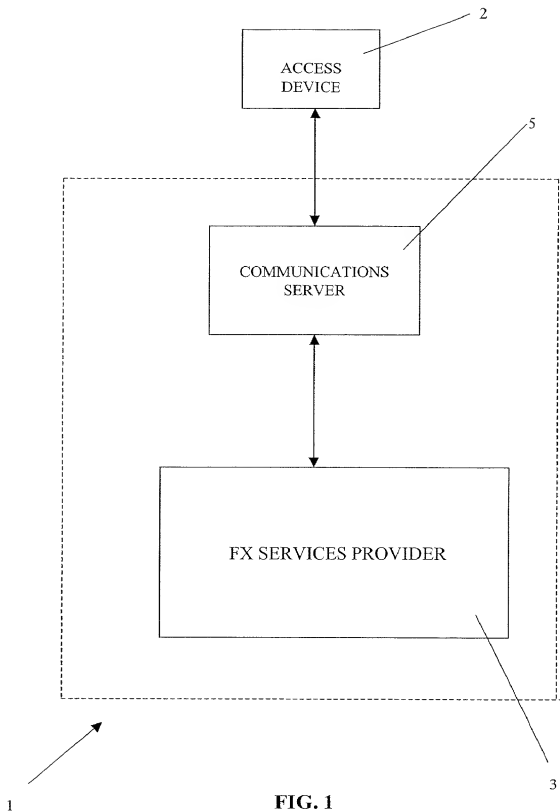 2
ACCESS
DEVICE
5
COMMUNICATIONS
SERVER
FX SERVICES PROVIDER
1
3
FIG. 1